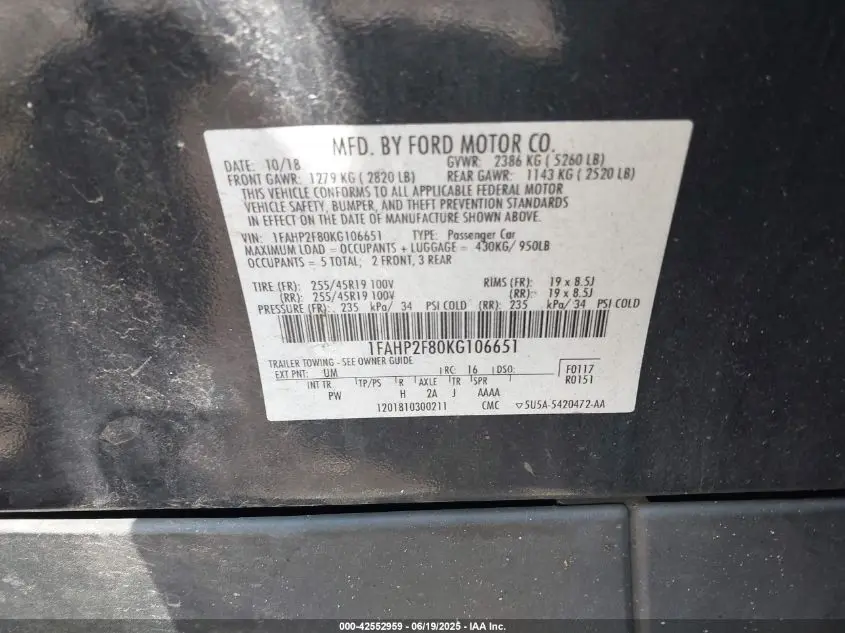 MFD. BY FORD MOTOR CO.
DATE: 10/18 GVWR: 2386 KG ( 5260 LB)
FRONT GAWR: 1279 KG ( 2820 LB) REAR GAWR: 1143 KG ( 2520 LB)
THIS VEHICLE CONFORMS TO ALL APPLICABLE FEDERAL MOTOR
VEHICLE SAFETY, BUMPER, AND THEFT PREVENTION STANDARDS
IN EFFECT ON THE DATE OF MANUFACTURE SHOWN ABOVE.
VIN: 1FAHP2F80KG106651 TYPE: Passenger Car
MAXIMUM LOAD = OCCUPANTS + LUGGAGE = 430KG/ 950LB
OCCUPANTS = 5 TOTAL; 2 FRONT, 3 REAR
TIRE (FR): 255/45R19 100V RIMS (FR): 19 x 8.5J
(RR): 255/45R19 100V (RR): 19 x 8.5J
PRESSURE (FR): 235 kPa/ 34 PSI COLD (RR): 235 kPa/ 34 PSI COLD
1FAHP2F80KG106651
TRAILER TOWING - SEE OWNER GUIDE
EXT PNT: UM RC: 16 DSO: F0117
INT TR TP/PS R AXLE TR SPR R0151
PW H 2A J AAAA
1201810300211 CMC ▽5U5A-5420472-AA
000-42552959 - 06/19/2025 - IAA Inc.